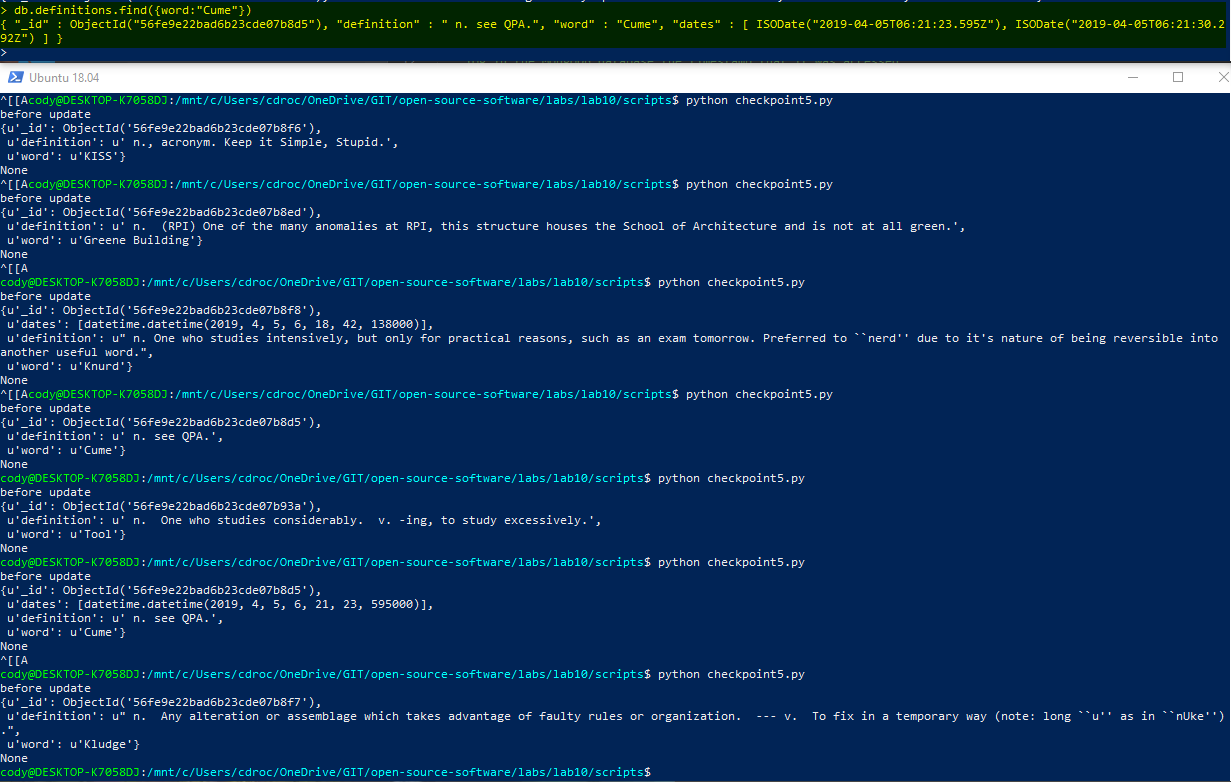 > db.definitions.find({word:"Cume"})
{ "_id" : ObjectId("56fe9e22bad6b23cde07b8d5"), "definition" : " n. see QPA.", "word" : "Cume", "dates" : [ ISODate("2019-04-05T06:21:23.595Z"), ISODate("2019-04-05T06:21:30.2
92Z") ] }
>
Ubuntu 18.04
^[[Acody@DESKTOP-K7058DJ:/mnt/c/Users/cdroc/OneDrive/GIT/open-source-software/labs/lab10/scripts$ python checkpoint5.py
before update
{u'_id': ObjectId('56fe9e22bad6b23cde07b8f6'),
 u'definition': u' n., acronym. Keep it Simple, Stupid.',
 u'word': u'KISS'}
None
^[[Acody@DESKTOP-K7058DJ:/mnt/c/Users/cdroc/OneDrive/GIT/open-source-software/labs/lab10/scripts$ python checkpoint5.py
before update
{u'_id': ObjectId('56fe9e22bad6b23cde07b8ed'),
 u'definition': u' n.  (RPI) One of the many anomalies at RPI, this structure houses the School of Architecture and is not at all green.',
 u'word': u'Greene Building'}
None
^[[A
cody@DESKTOP-K7058DJ:/mnt/c/Users/cdroc/OneDrive/GIT/open-source-software/labs/lab10/scripts$ python checkpoint5.py
before update
{u'_id': ObjectId('56fe9e22bad6b23cde07b8f8'),
 u'dates': [datetime.datetime(2019, 4, 5, 6, 18, 42, 138000)],
 u'definition': u" n. One who studies intensively, but only for practical reasons, such as an exam tomorrow. Preferred to ``nerd'' due to it's nature of being reversible into
another useful word.",
 u'word': u'Knurd'}
None
^[[Acody@DESKTOP-K7058DJ:/mnt/c/Users/cdroc/OneDrive/GIT/open-source-software/labs/lab10/scripts$ python checkpoint5.py
before update
{u'_id': ObjectId('56fe9e22bad6b23cde07b8d5'),
 u'definition': u' n. see QPA.',
 u'word': u'Cume'}
None
cody@DESKTOP-K7058DJ:/mnt/c/Users/cdroc/OneDrive/GIT/open-source-software/labs/lab10/scripts$ python checkpoint5.py
before update
{u'_id': ObjectId('56fe9e22bad6b23cde07b93a'),
 u'definition': u' n.  One who studies considerably.  v. -ing, to study excessively.',
 u'word': u'Tool'}
None
cody@DESKTOP-K7058DJ:/mnt/c/Users/cdroc/OneDrive/GIT/open-source-software/labs/lab10/scripts$ python checkpoint5.py
before update
{u'_id': ObjectId('56fe9e22bad6b23cde07b8d5'),
 u'dates': [datetime.datetime(2019, 4, 5, 6, 21, 23, 595000)],
 u'definition': u' n. see QPA.',
 u'word': u'Cume'}
None
^[[A
cody@DESKTOP-K7058DJ:/mnt/c/Users/cdroc/OneDrive/GIT/open-source-software/labs/lab10/scripts$ python checkpoint5.py
before update
{u'_id': ObjectId('56fe9e22bad6b23cde07b8f7'),
 u'definition': u" n.  Any alteration or assemblage which takes advantage of faulty rules or organization.  --- v.  To fix in a temporary way (note: long ``u'' as in ``nUke'')
.",
 u'word': u'Kludge'}
None
cody@DESKTOP-K7058DJ:/mnt/c/Users/cdroc/OneDrive/GIT/open-source-software/labs/lab10/scripts$